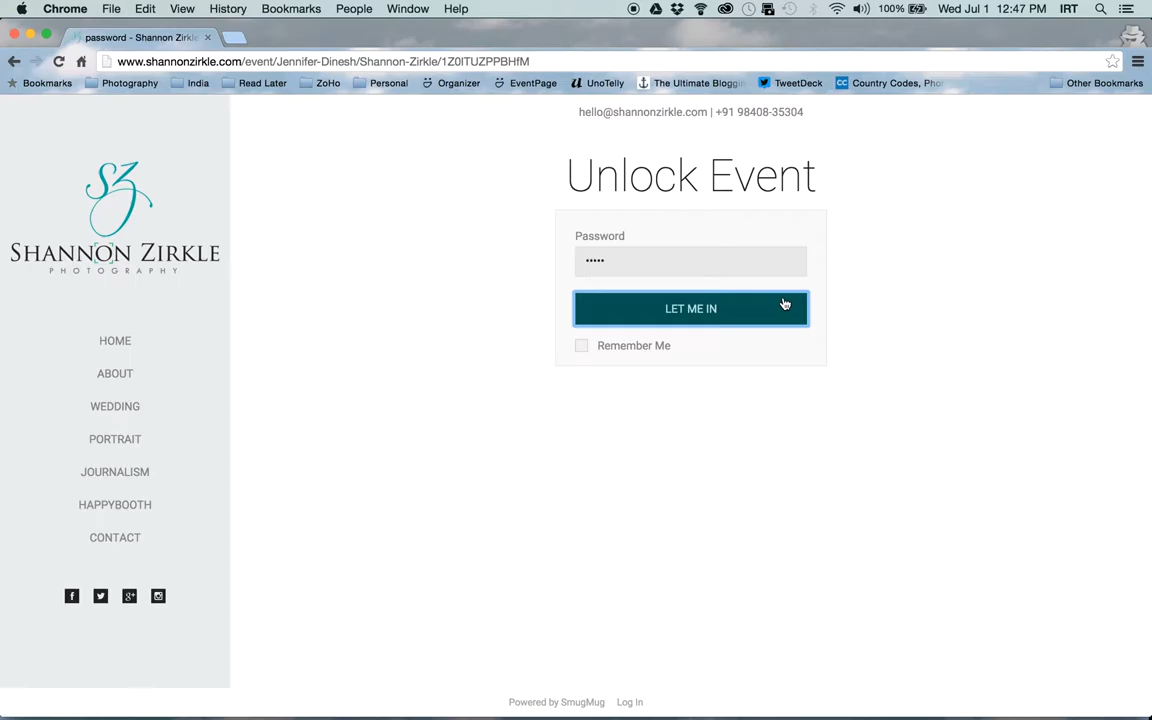 Chrome File Edit View History Bookmarks People Window Help 100% Wed Jul 1 12:47 PM IRT
password - Shannon Zirkle
www.shannonzirkle.com/event/Jennifer-Dinesh/Shannon-Zirkle/1Z0ITUZPPBHfM
Bookmarks Photography India Read Later ZoHo Personal Organizer EventPage UnoTelly The Ultimate Bloggin TweetDeck Country Codes, Pho Other Bookmarks
hello@shannonzirkle.com | +91 98408-35304
SZ
SHANNON ZIRKLE
PHOTOGRAPHY
HOME
ABOUT
WEDDING
PORTRAIT
JOURNALISM
HAPPYBOOTH
CONTACT
Unlock Event
Password
•••••
LET ME IN
Remember Me
Powered by SmugMug Log In